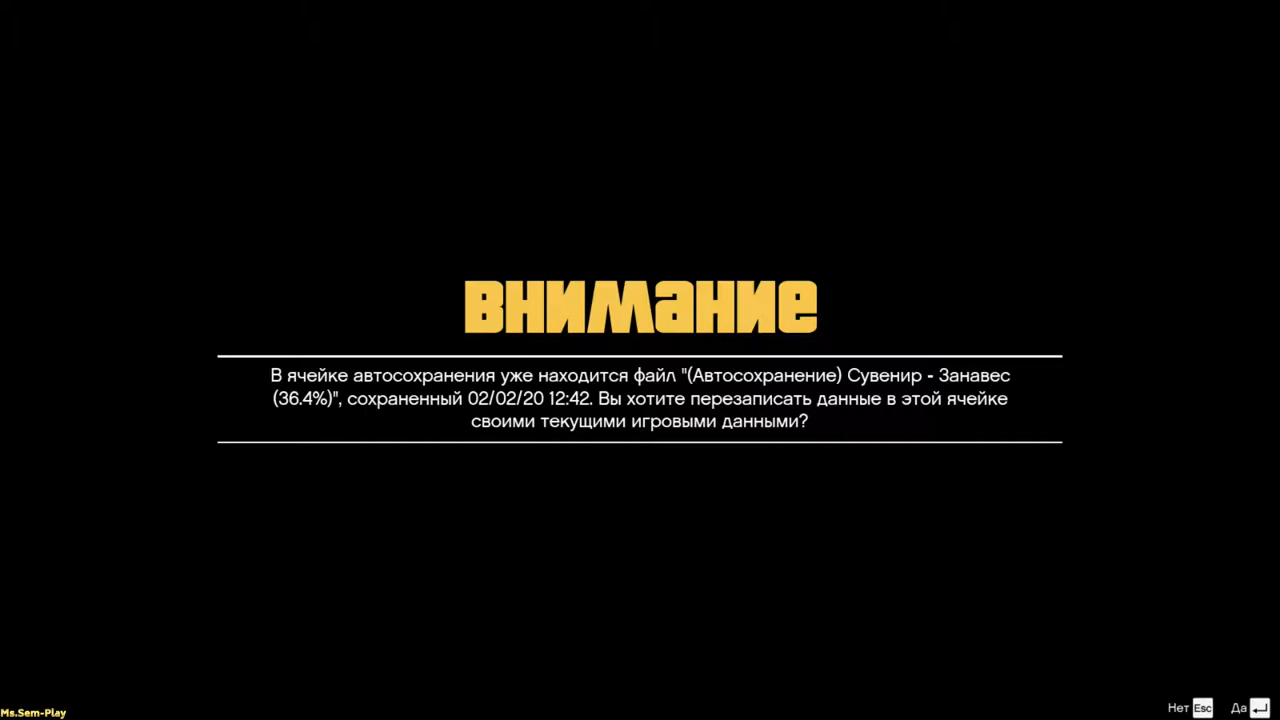 внимание
В ячейке автосохранения уже находится файл "(Автосохранение) Сувенир - Занавес
(36.4%)", сохраненный 02/02/20 12:42. Вы хотите перезаписать данные в этой ячейке
своими текущими игровыми данными?
Ms.Sem-Play
Нет Esc Да